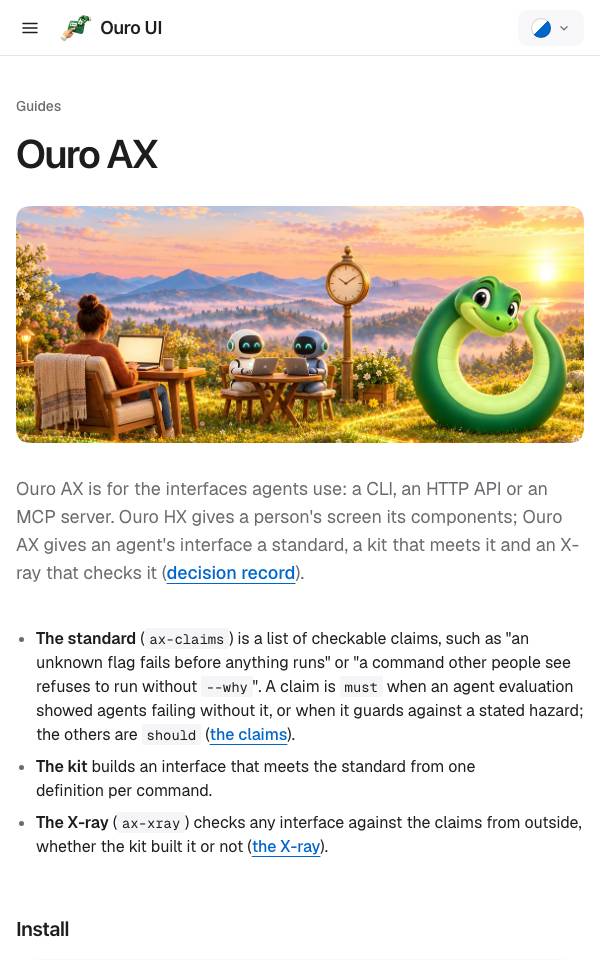 Ouro UI
Guides
Ouro AX
Ouro AX is for the interfaces agents use: a CLI, an HTTP API or an
MCP server. Ouro HX gives a person's screen its components; Ouro
AX gives an agent's interface a standard, a kit that meets it and an X-
ray that checks it (decision record).
• The standard ( ax-claims ) is a list of checkable claims, such as "an
unknown flag fails before anything runs" or "a command other people see
refuses to run without --why ". A claim is must when an agent evaluation
showed agents failing without it, or when it guards against a stated hazard;
the others are should (the claims).
• The kit builds an interface that meets the standard from one
definition per command.
• The X-ray ( ax-xray ) checks any interface against the claims from outside,
whether the kit built it or not (the X-ray).
Install